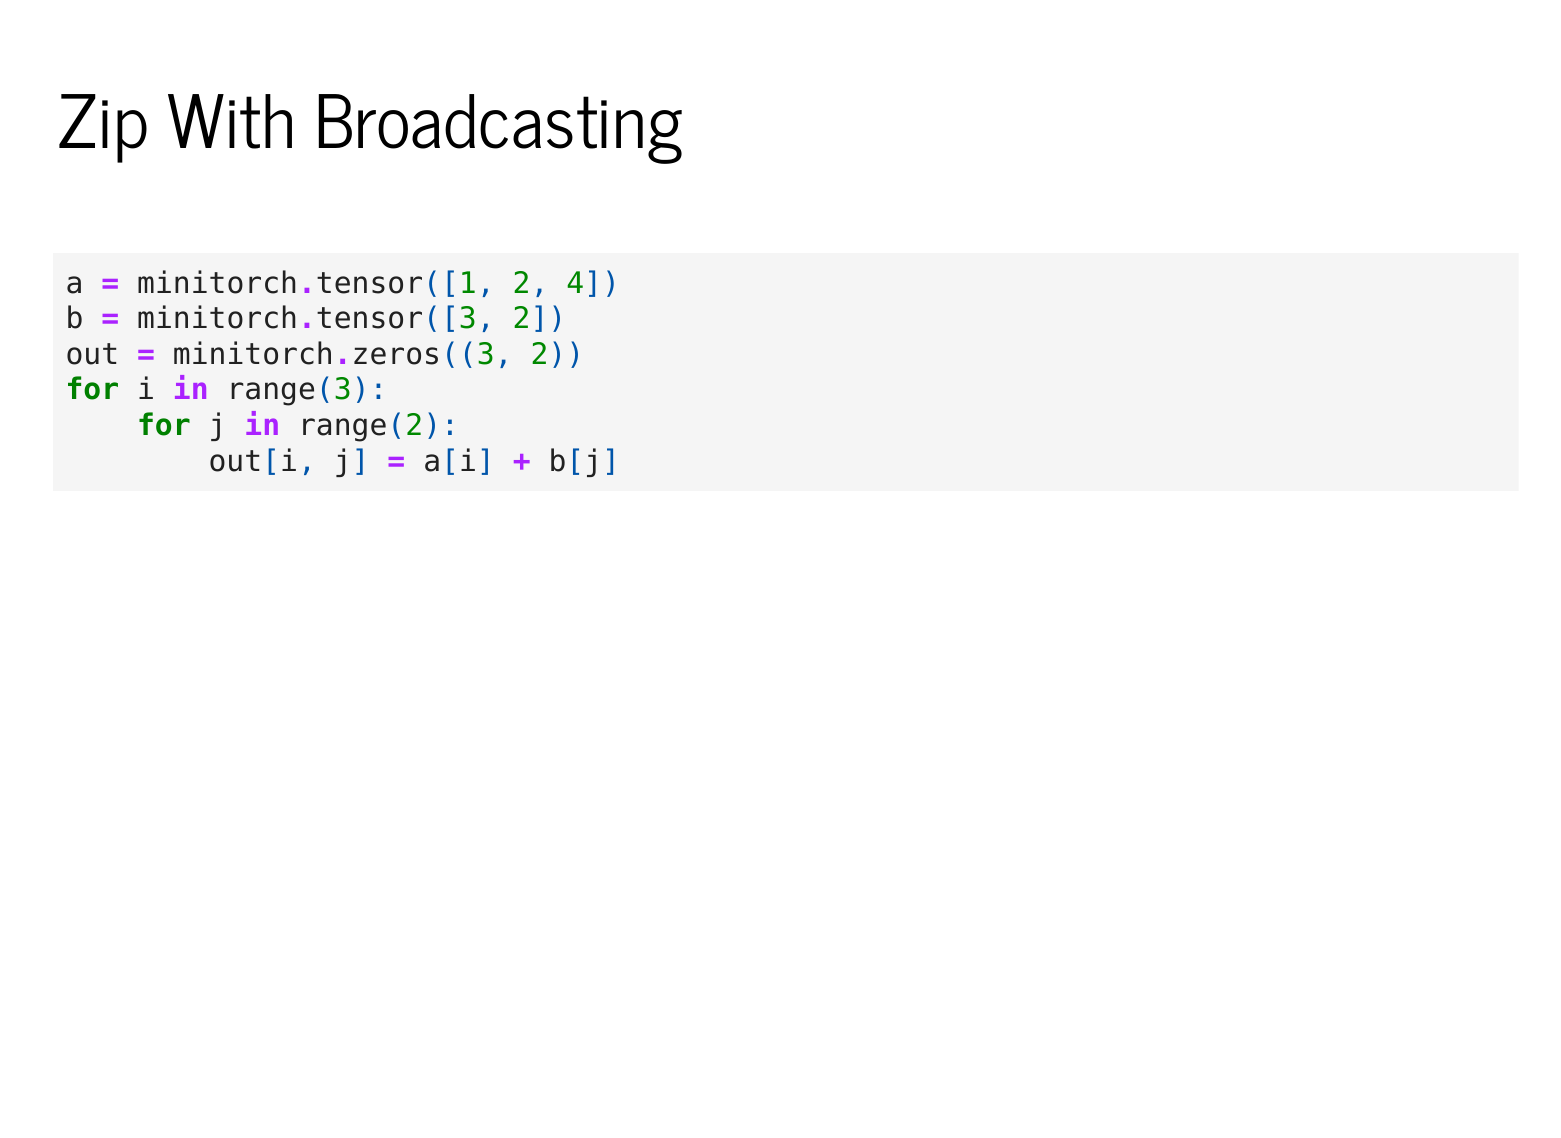 Zip With Broadcasting
a = minitorch.tensor([1, 2, 4])
b = minitorch.tensor([3, 2])
out = minitorch.zeros((3, 2))
for i in range(3):
    for j in range(2):
        out[i, j] = a[i] + b[j]